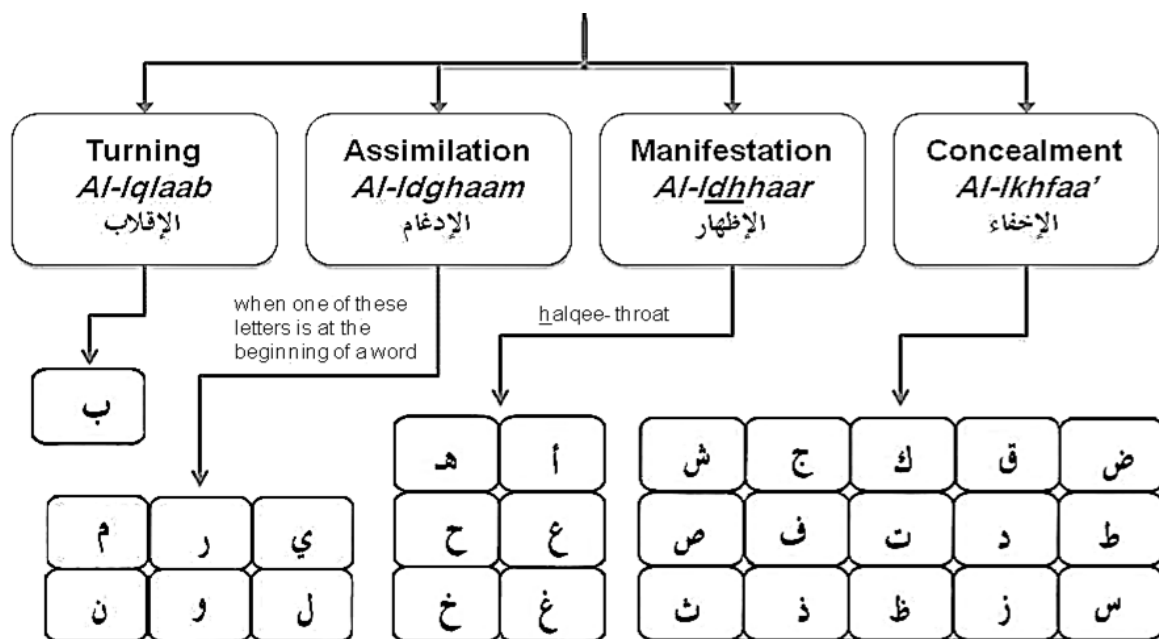 Turning
Al-Iqlaab
الإقلاب
Assimilation
Al-Idghaam
الإدغام
Manifestation
Al-Idhhaar
الإظهار
Concealment
Al-Ikhfaa'
الإخفاء
when one of these
letters is at the
beginning of a word
halqee- throat
ب
ي ر م
ل و ن
أ هـ
ع ح
غ خ
ض ق ك ج ش
ط د ت ف ص
س ز ظ ذ ث